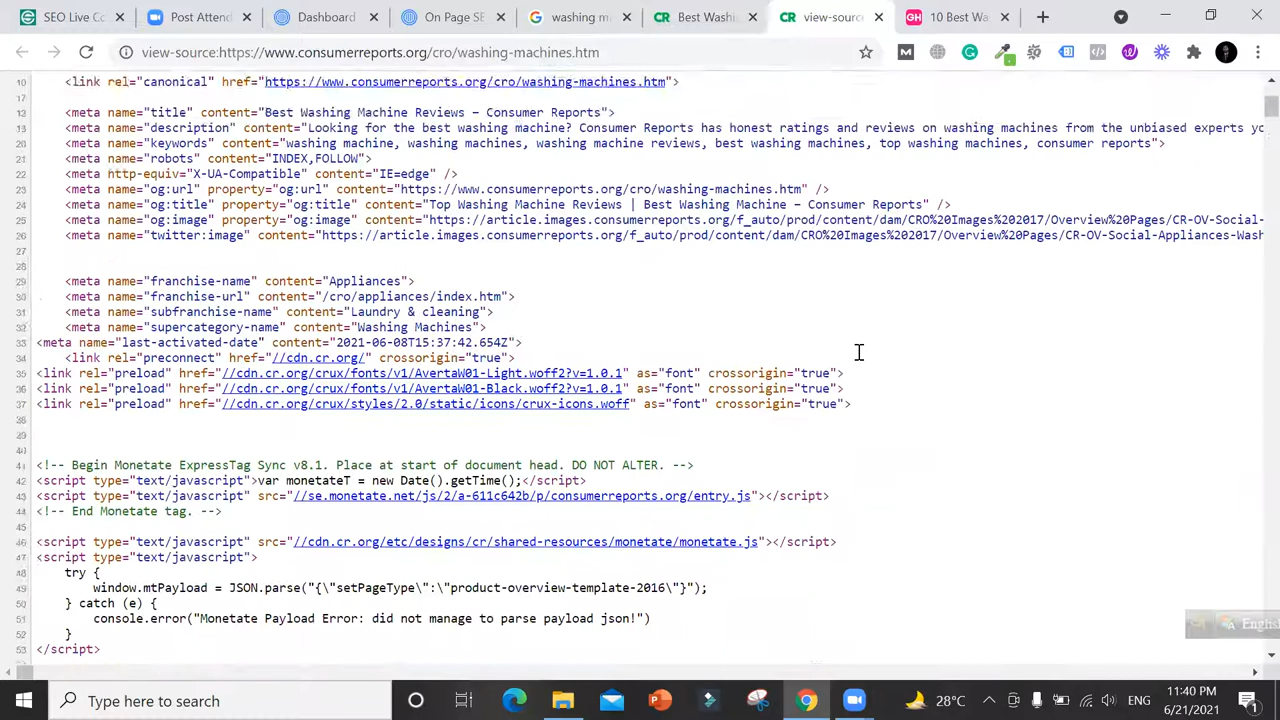 SEO Live Co
Post Attend
Dashboard
On Page SE
washing m
Best Washi
view-sourc
10 Best Wa
view-source:https://www.consumerreports.org/cro/washing-machines.htm
<link rel="canonical" href="https://www.consumerreports.org/cro/washing-machines.htm">
17
<meta name="title" content="Best Washing Machine Reviews – Consumer Reports">
<meta name="description" content="Looking for the best washing machine? Consumer Reports has honest ratings and reviews on washing machines from the unbiased experts yo
20 <meta name="keywords" content="washing machine, washing machines, washing machine reviews, best washing machines, top washing machines, consumer reports">
21 <meta name="robots" content="INDEX,FOLLOW">
22 <meta http-equiv="X-UA-Compatible" content="IE=edge" />
23 <meta name="og:url" property="og:url" content="https://www.consumerreports.org/cro/washing-machines.htm" />
24 <meta name="og:title" property="og:title" content="Top Washing Machine Reviews | Best Washing Machine – Consumer Reports" />
25 <meta name="og:image" property="og:image" content="https://article.images.consumerreports.org/f_auto/prod/content/dam/CRO%20Images%202017/Overview%20Pages/CR-OV-Social-
26 <meta name="twitter:image" content="https://article.images.consumerreports.org/f_auto/prod/content/dam/CRO%20Images%202017/Overview%20Pages/CR-OV-Social-Appliances-Wash
27
28
29 <meta name="franchise-name" content="Appliances">
30 <meta name="franchise-url" content="/cro/appliances/index.htm">
31 <meta name="subfranchise-name" content="Laundry & cleaning">
32 <meta name="supercategory-name" content="Washing Machines">
33 <meta name="last-activated-date" content="2021-06-08T15:37:42.654Z">
34 <link rel="preconnect" href="//cdn.cr.org/" crossorigin="true">
35 <link rel="preload" href="//cdn.cr.org/crux/fonts/v1/AvertaW01-Light.woff2?v=1.0.1" as="font" crossorigin="true">
36 <link rel="preload" href="//cdn.cr.org/crux/fonts/v1/AvertaW01-Black.woff2?v=1.0.1" as="font" crossorigin="true">
37 <link rel="preload" href="//cdn.cr.org/crux/styles/2.0/static/icons/crux-icons.woff" as="font" crossorigin="true">
38
39
40
41 <!-- Begin Monetate ExpressTag Sync v8.1. Place at start of document head. DO NOT ALTER. -->
42 <script type="text/javascript">var monetateT = new Date().getTime();</script>
43 <script type="text/javascript" src="//se.monetate.net/js/2/a-611c642b/p/consumerreports.org/entry.js"></script>
44 <!-- End Monetate tag. -->
45
46 <script type="text/javascript" src="//cdn.cr.org/etc/designs/cr/shared-resources/monetate/monetate.js"></script>
47 <script type="text/javascript">
48 try {
49 window.mtPayload = JSON.parse("{\"setPageType\":\"product-overview-template-2016\"}");
50 } catch (e) {
51 console.error("Monetate Payload Error: did not manage to parse payload json!")
52 }
53 </script>
English
Type here to search
28°C
ENG
11:40 PM
6/21/2021